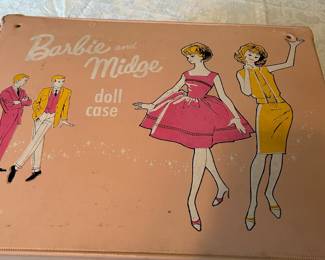 Barbie and
Midge
doll
case